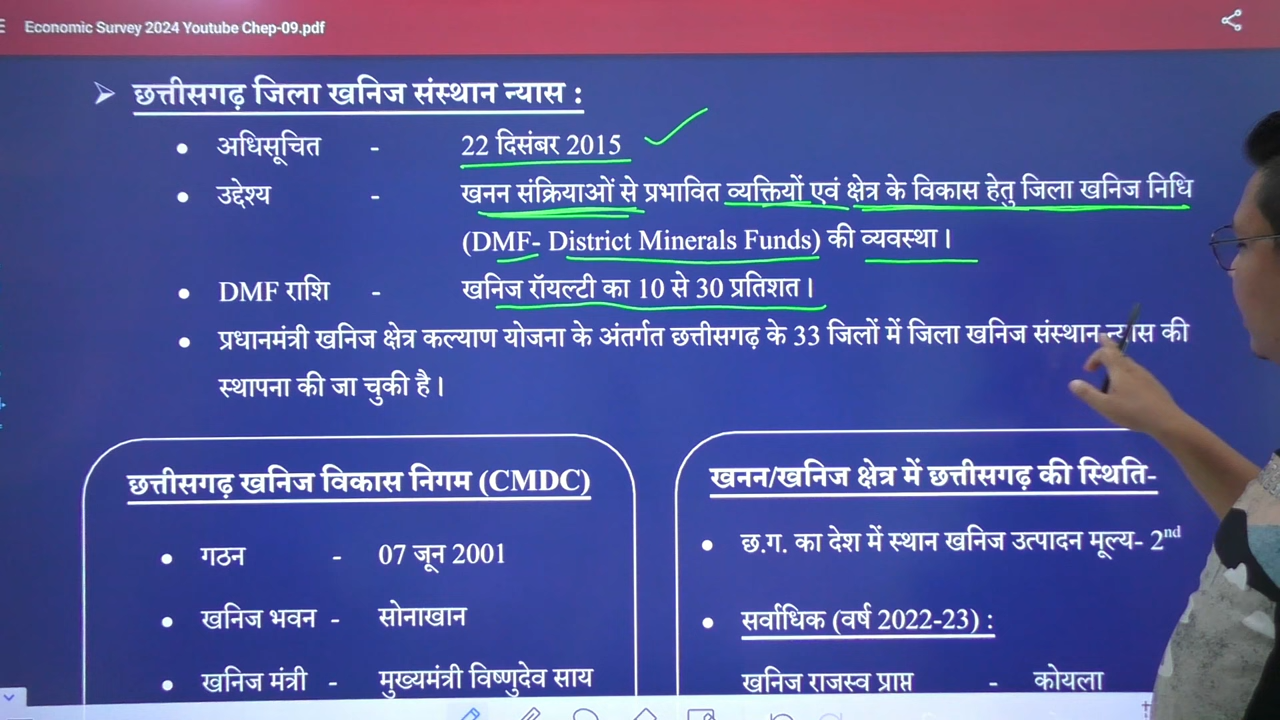 Economic Survey 2024 Youtube Chep-09.pdf
➤ छत्तीसगढ़ जिला खनिज संस्थान न्यास :
• अधिसूचित - 22 दिसंबर 2015
• उद्देश्य - खनन संक्रियाओं से प्रभावित व्यक्तियों एवं क्षेत्र के विकास हेतु जिला खनिज निधि
(DMF- District Minerals Funds) की व्यवस्था।
• DMF राशि - खनिज रॉयल्टी का 10 से 30 प्रतिशत।
• प्रधानमंत्री खनिज क्षेत्र कल्याण योजना के अंतर्गत छत्तीसगढ़ के 33 जिलों में जिला खनिज संस्थान न्यास की
स्थापना की जा चुकी है।
छत्तीसगढ़ खनिज विकास निगम (CMDC)
• गठन - 07 जून 2001
• खनिज भवन - सोनाखान
• खनिज मंत्री - मुख्यमंत्री विष्णुदेव साय
खनन/खनिज क्षेत्र में छत्तीसगढ़ की स्थिति-
• छ.ग. का देश में स्थान खनिज उत्पादन मूल्य- 2nd
• सर्वाधिक (वर्ष 2022-23) :
खनिज राजस्व प्राप्त - कोयला